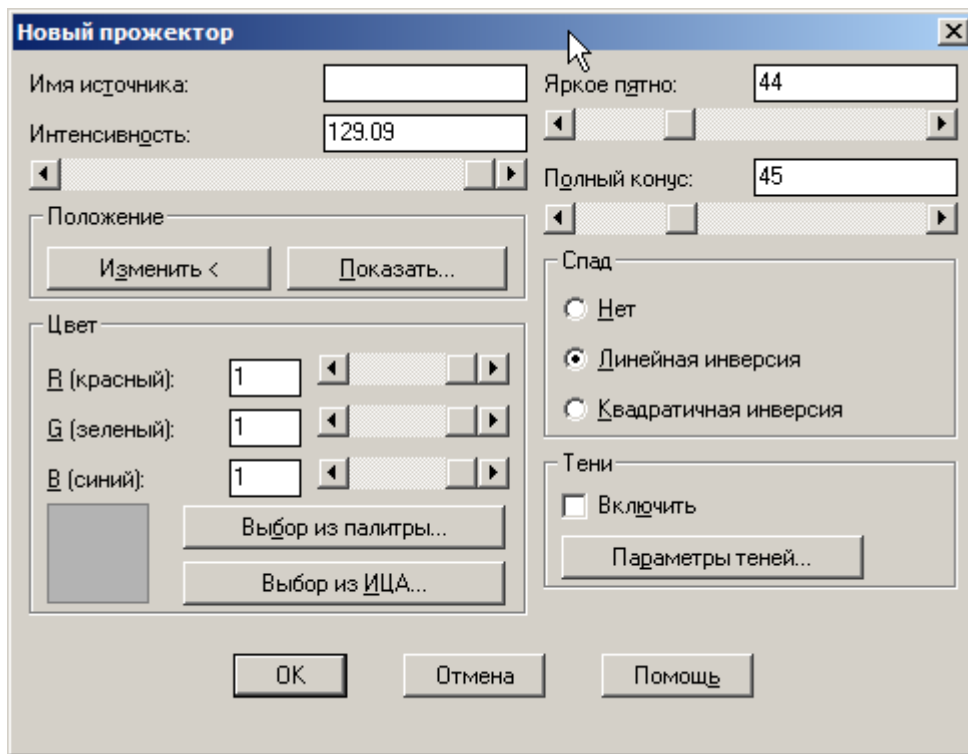 Новый прожектор
Имя источника:
Интенсивность:
129.09
Положение
Изменить <
Показать...
Цвет
R (красный):
1
G (зеленый):
1
B (синий):
1
Выбор из палитры...
Выбор из ИЦА...
Яркое пятно:
44
Полный конус:
45
Спад
Нет
Линейная инверсия
Квадратичная инверсия
Тени
Включить
Параметры теней...
OK
Отмена
Помощь